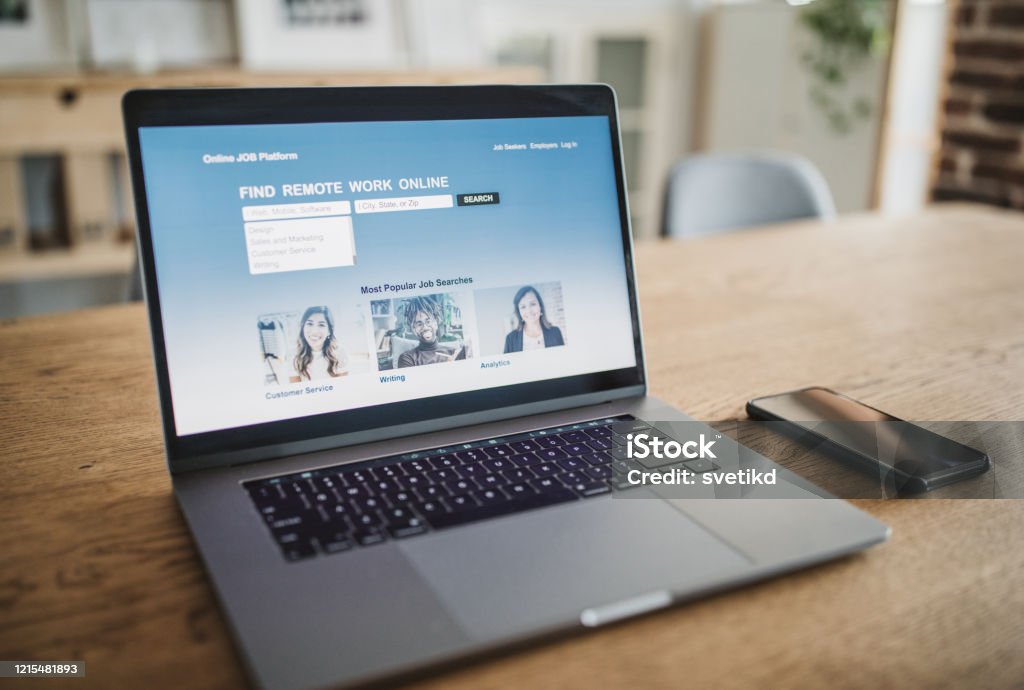 Online JOB Platform
Job Seekers Employers Log In
FIND REMOTE WORK ONLINE
Web, Mobile, Software
City, State, or Zip
SEARCH
Design
Sales and Marketing
Customer Service
Writing
Most Popular Job Searches
Customer Service
Writing
Analytics
iStock
Credit: svetikd
1215481893